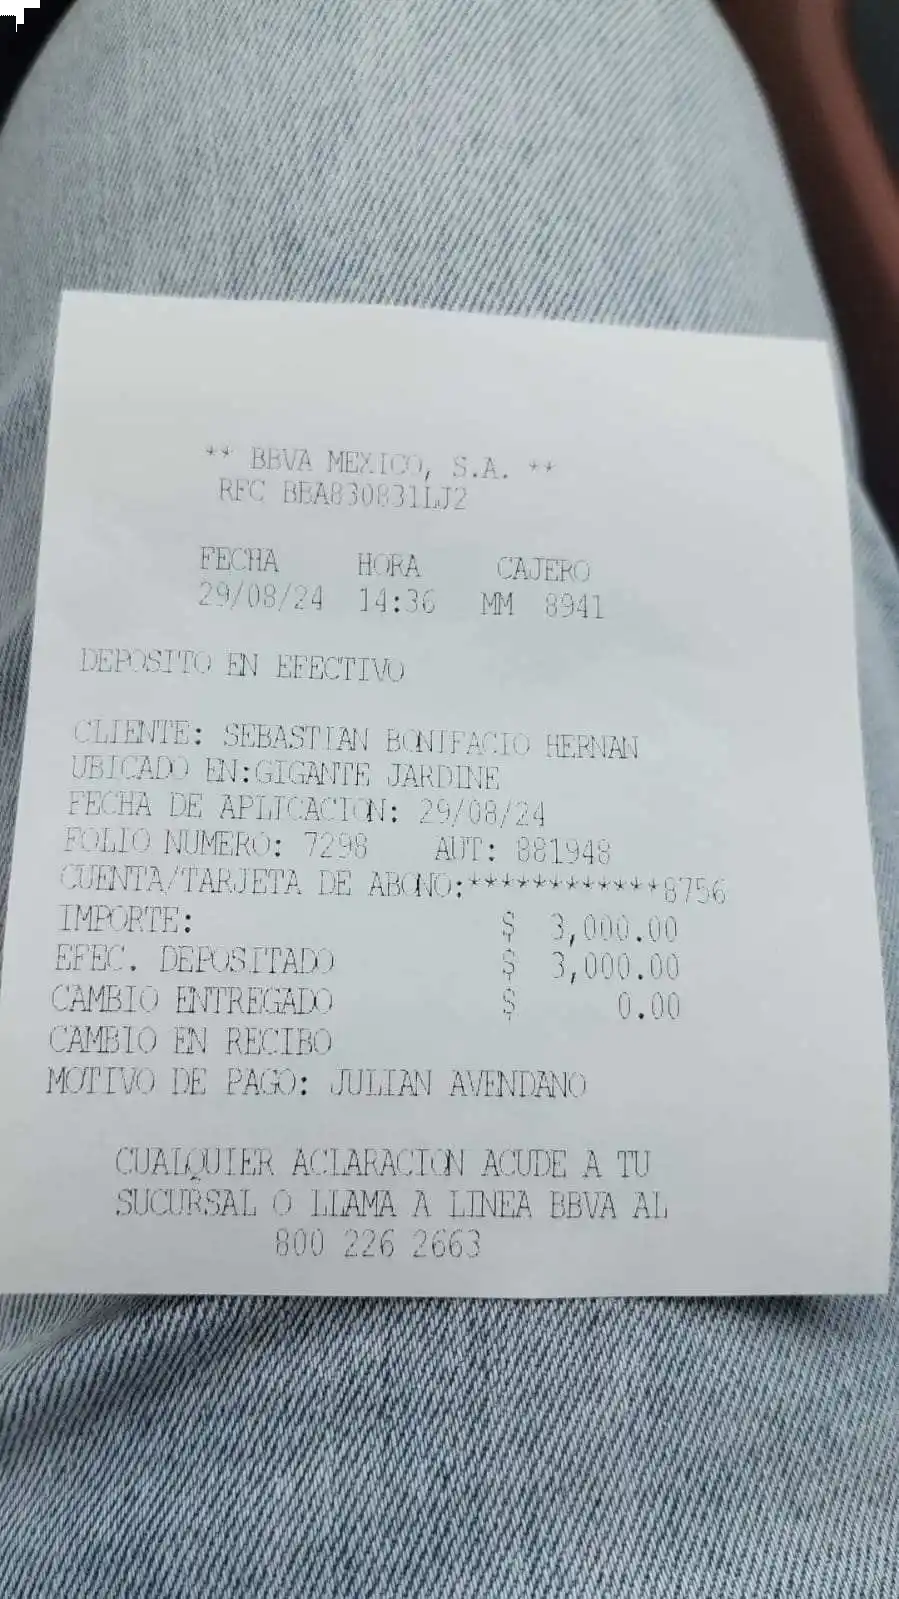 ** BBVA MEXICO, S.A. **
RFC BBA830831LJ2
FECHA HORA CAJERO
29/08/24 14:36 MM 8941
DEPOSITO EN EFECTIVO
CLIENTE: SEBASTIAN BONIFACIO HERNAN
UBICADO EN:GIGANTE JARDINE
FECHA DE APLICACION: 29/08/24
FOLIO NUMERO: 7298 AUT: 881948
CUENTA/TARJETA DE ABONO:************8756
IMPORTE: $ 3,000.00
EFEC. DEPOSITADO $ 3,000.00
CAMBIO ENTREGADO $ 0.00
CAMBIO EN RECIBO
MOTIVO DE PAGO: JULIAN AVENDANO
CUALQUIER ACLARACION ACUDE A TU
SUCURSAL O LLAMA A LINEA BBVA AL
800 226 2663